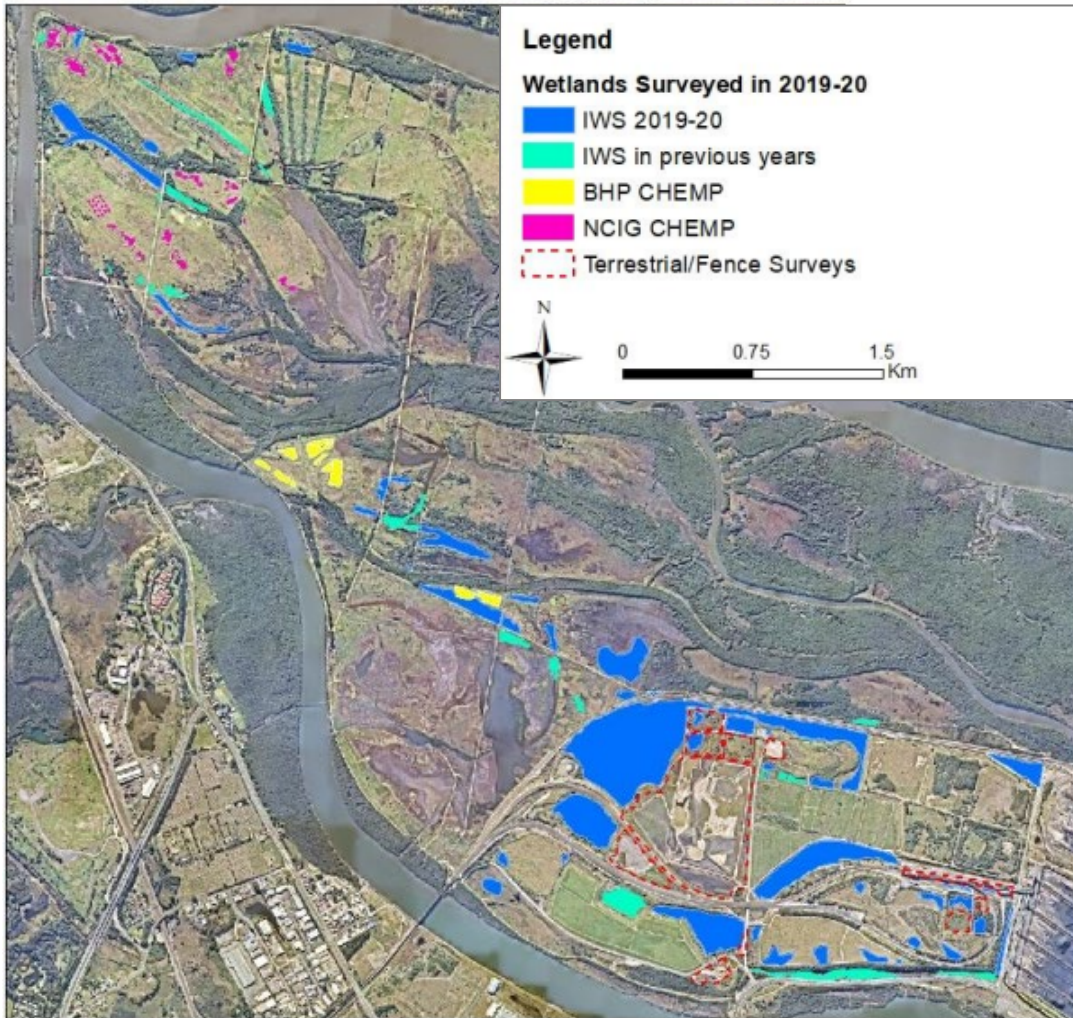 Legend
Wetlands Surveyed in 2019-20
IWS 2019-20
IWS in previous years
BHP CHEMP
NCIG CHEMP
Terrestrial/Fence Surveys
N
0 0.75 1.5
Km